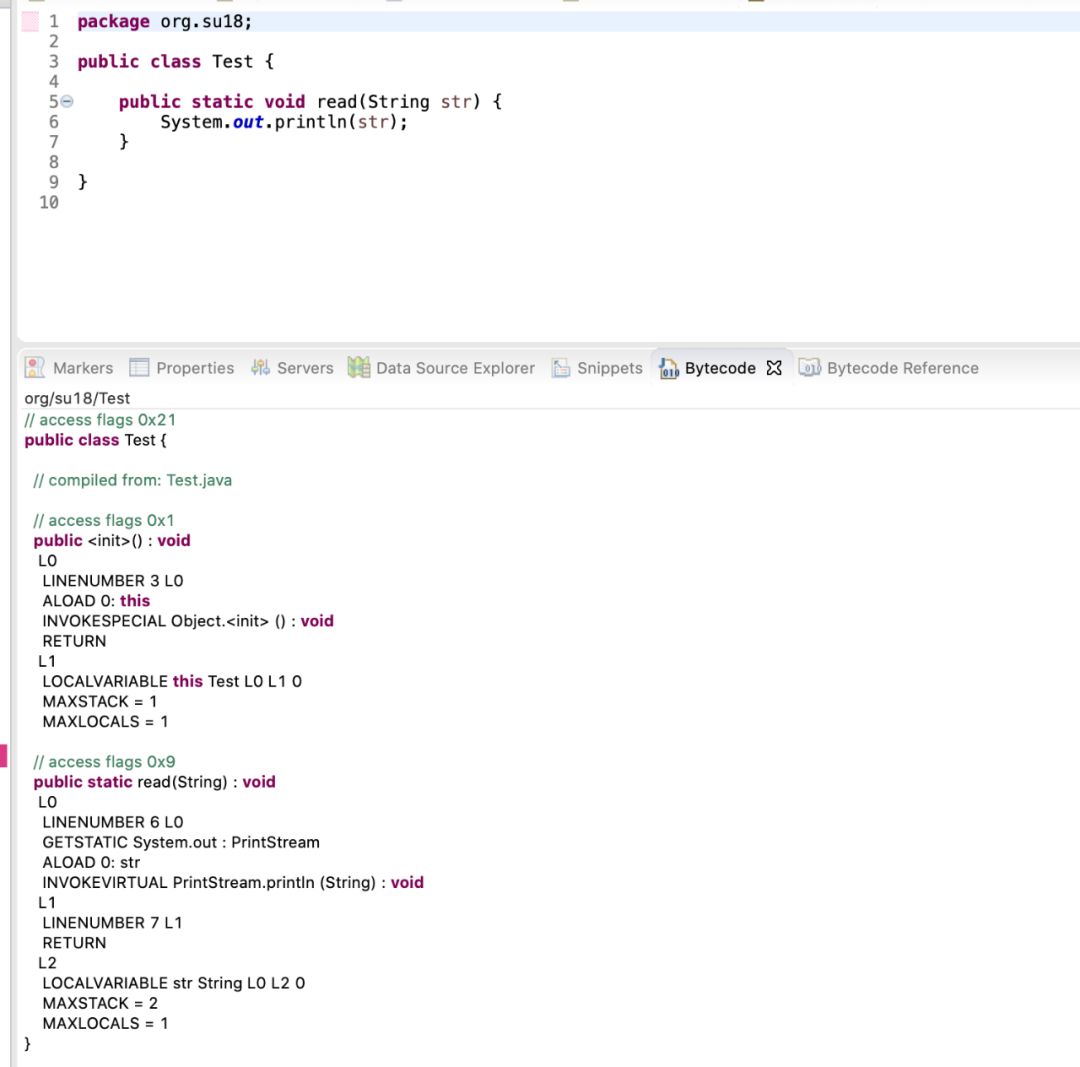 1 package org.su18;
2
3 public class Test {
4
5 public static void read(String str) {
6 System.out.println(str);
7 }
8
9 }
10
Markers Properties Servers Data Source Explorer Snippets Bytecode Bytecode Reference
org/su18/Test
// access flags 0x21
public class Test {
// compiled from: Test.java
// access flags 0x1
public <init>() : void
L0
LINENUMBER 3 L0
ALOAD 0: this
INVOKESPECIAL Object.<init> () : void
RETURN
L1
LOCALVARIABLE this Test L0 L1 0
MAXSTACK = 1
MAXLOCALS = 1
// access flags 0x9
public static read(String) : void
L0
LINENUMBER 6 L0
GETSTATIC System.out : PrintStream
ALOAD 0: str
INVOKEVIRTUAL PrintStream.println (String) : void
L1
LINENUMBER 7 L1
RETURN
L2
LOCALVARIABLE str String L0 L2 0
MAXSTACK = 2
MAXLOCALS = 1
}